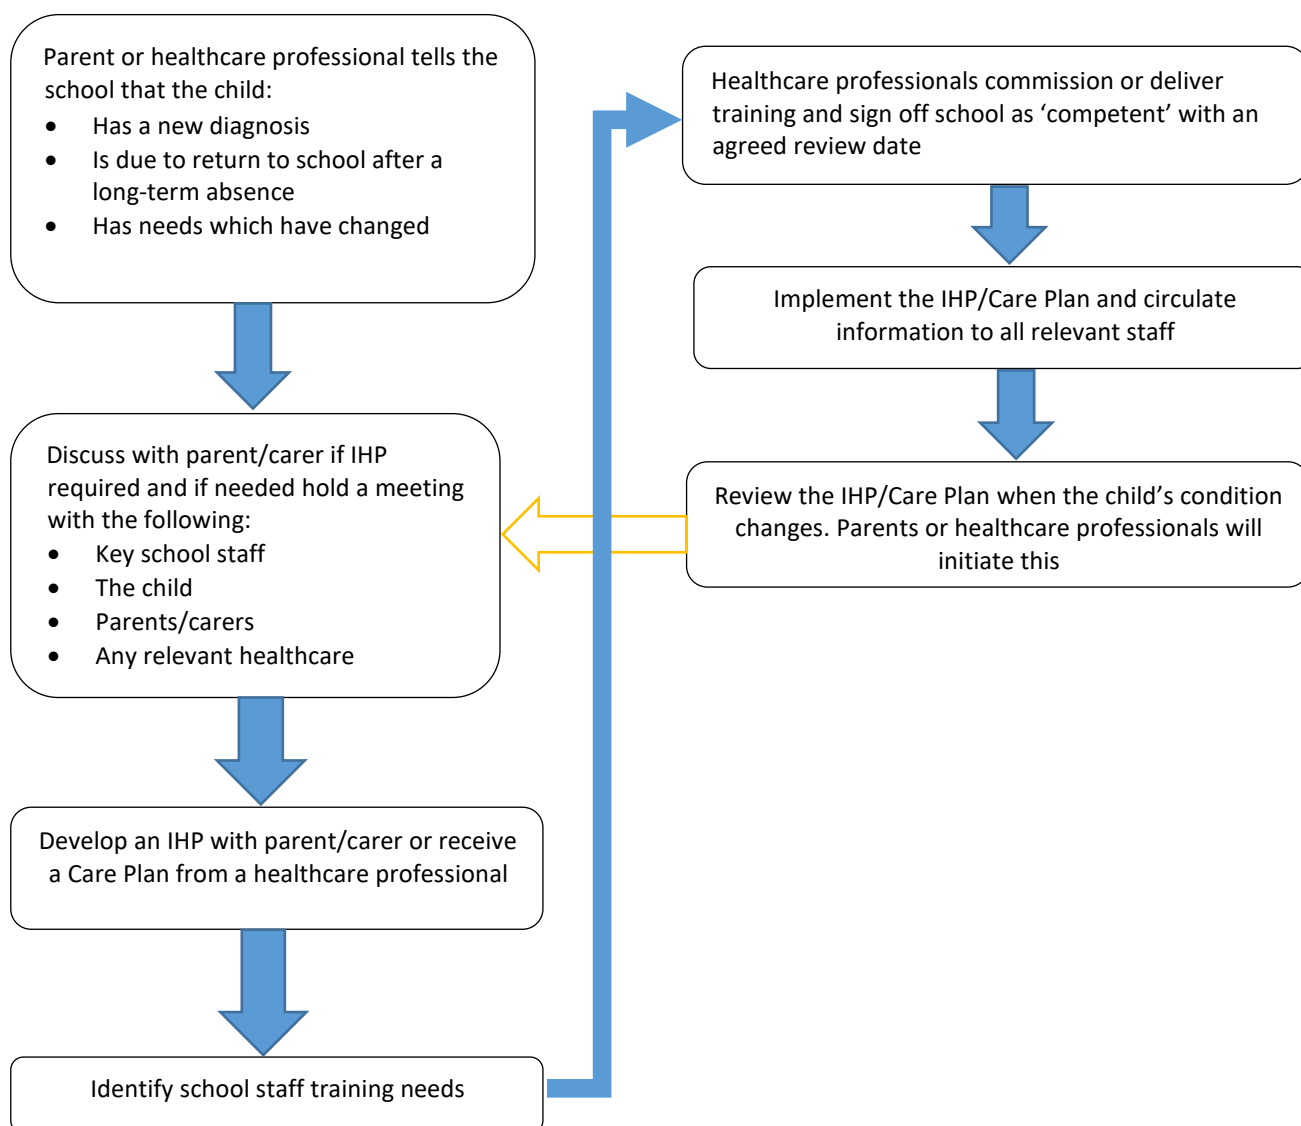 Parent or healthcare professional tells the
school that the child:
• Has a new diagnosis
• Is due to return to school after a
long-term absence
• Has needs which have changed
Discuss with parent/carer if IHP
required and if needed hold a meeting
with the following:
• Key school staff
• The child
• Parents/carers
• Any relevant healthcare
Develop an IHP with parent/carer or receive
a Care Plan from a healthcare professional
Identify school staff training needs
Healthcare professionals commission or deliver
training and sign off school as ‘competent’ with an
agreed review date
Implement the IHP/Care Plan and circulate
information to all relevant staff
Review the IHP/Care Plan when the child’s condition
changes. Parents or healthcare professionals will
initiate this